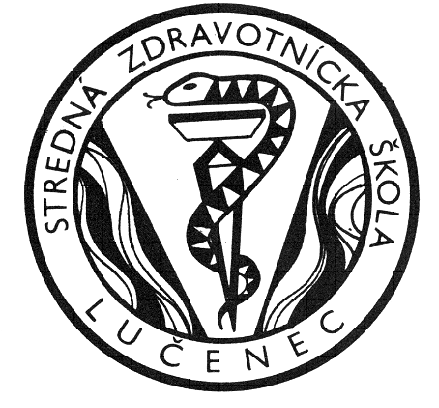 STREDNÁ ZDRAVOTNÍCKA ŠKOLA
LUČENEC